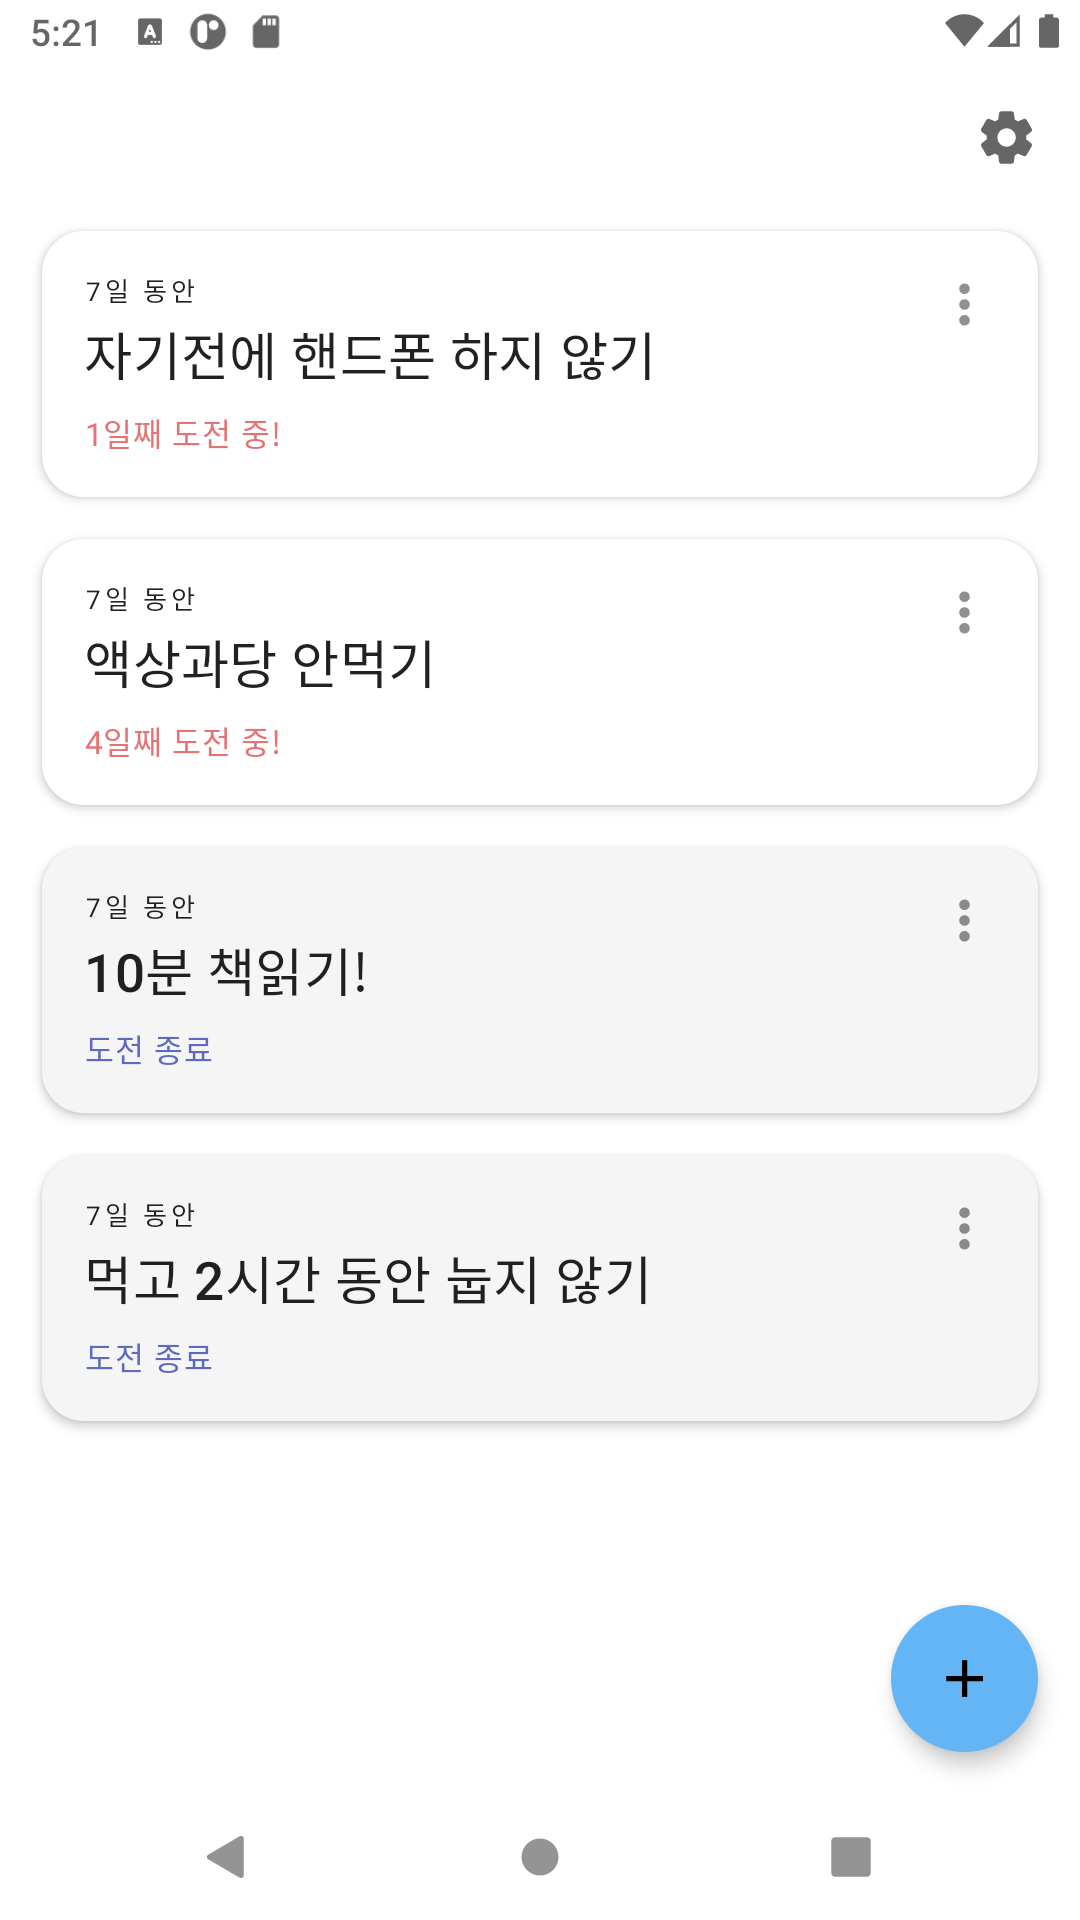 5:21
7일 동안
자기전에 핸드폰 하지 않기
1일째 도전 중!
7일 동안
액상과당 안먹기
4일째 도전 중!
7일 동안
10분 책읽기!
도전 종료
7일 동안
먹고 2시간 동안 눕지 않기
도전 종료